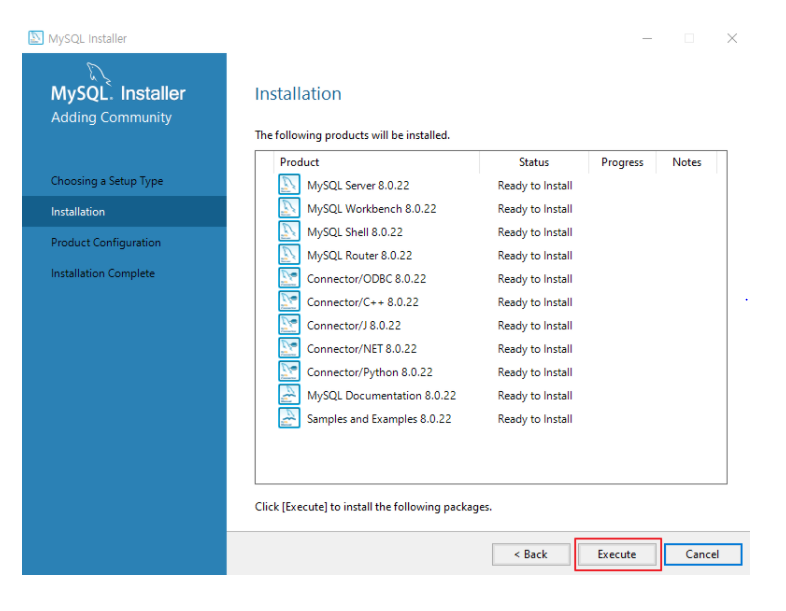 MySQL Installer
MySQL. Installer
Adding Community
Choosing a Setup Type
Installation
Product Configuration
Installation Complete
Installation
The following products will be installed.
Product Status Progress Notes
MySQL Server 8.0.22 Ready to Install
MySQL Workbench 8.0.22 Ready to Install
MySQL Shell 8.0.22 Ready to Install
MySQL Router 8.0.22 Ready to Install
Connector/ODBC 8.0.22 Ready to Install
Connector/C++ 8.0.22 Ready to Install
Connector/J 8.0.22 Ready to Install
Connector/NET 8.0.22 Ready to Install
Connector/Python 8.0.22 Ready to Install
MySQL Documentation 8.0.22 Ready to Install
Samples and Examples 8.0.22 Ready to Install
Click [Execute] to install the following packages.
< Back Execute Cancel